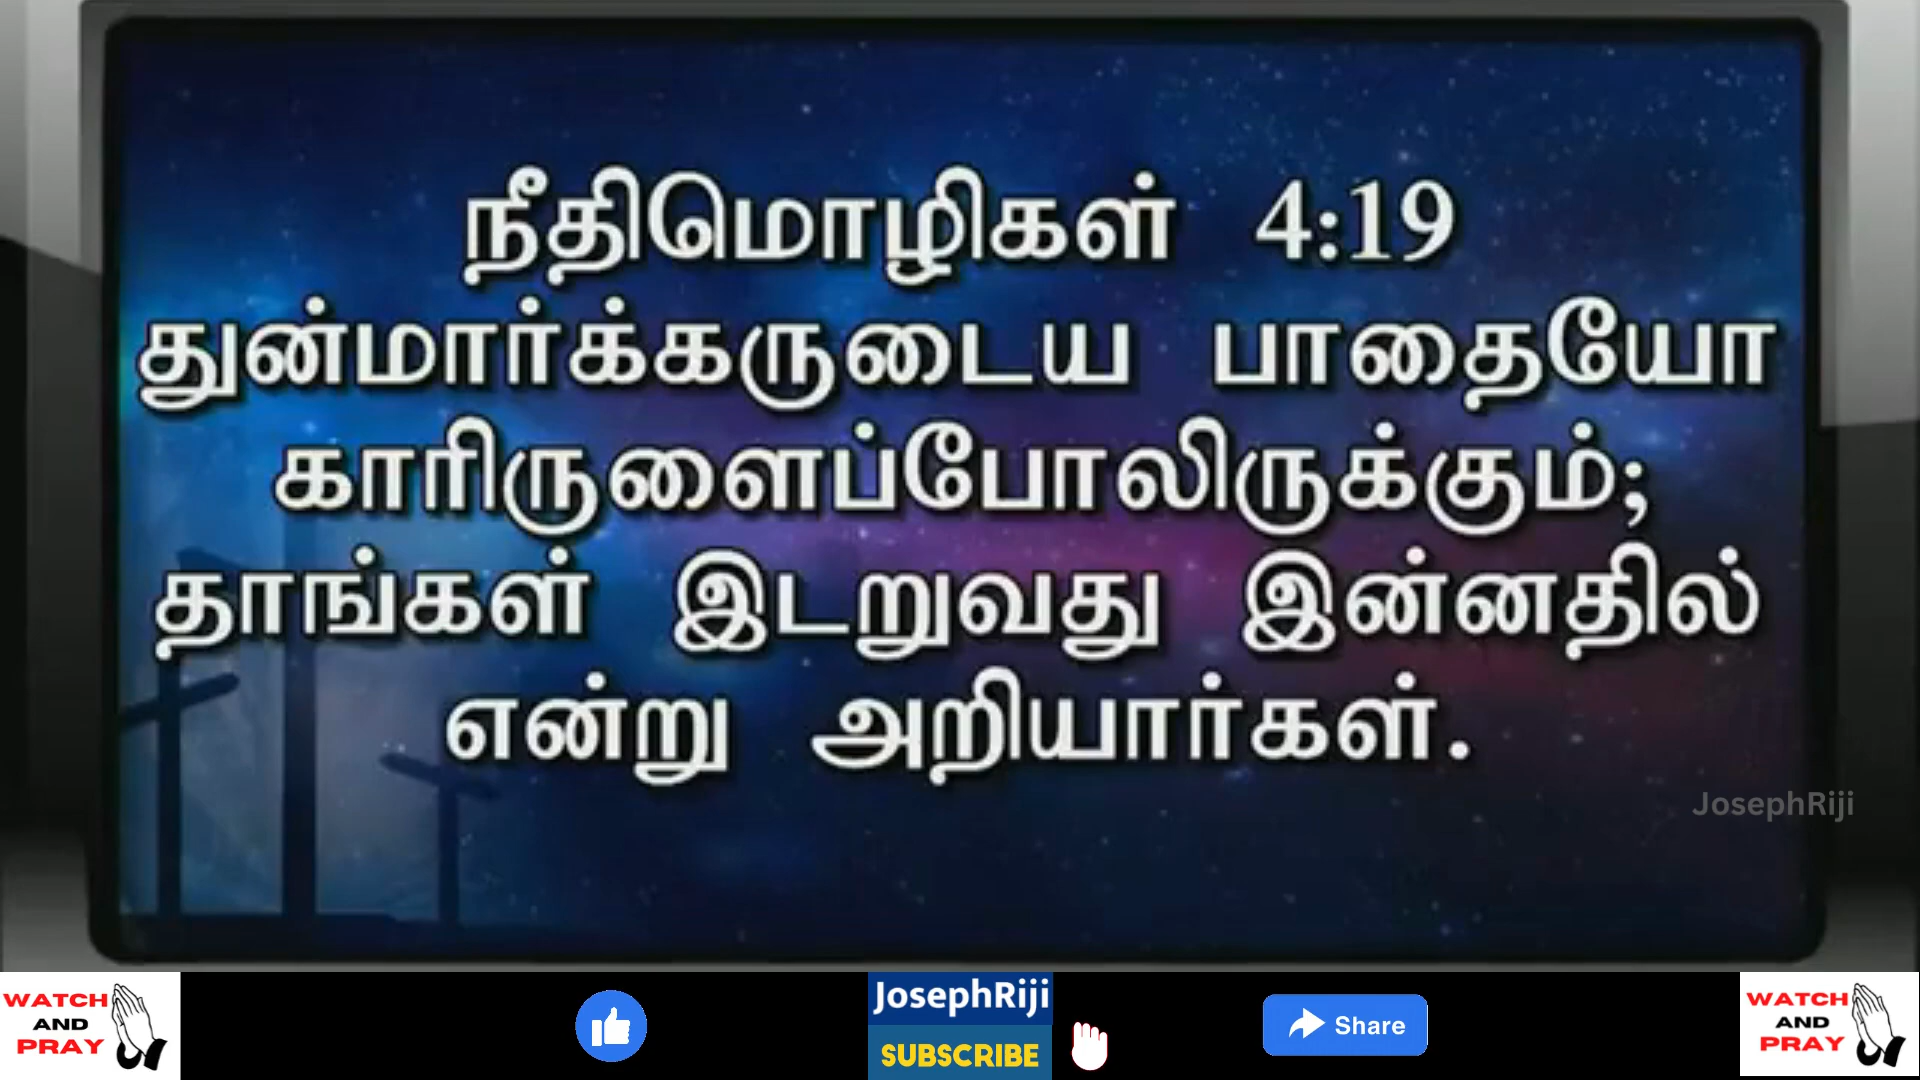 நீதிமொழிகள் 4:19
துன்மார்க்கருடைய பாதையோ
காரிருளைப்போலிருக்கும்;
தாங்கள் இடறுவது இன்னதில்
என்று அறியார்கள்.
JosephRiji
WATCH
AND
PRAY
JosephRiji
SUBSCRIBE
Share
WATCH
AND
PRAY